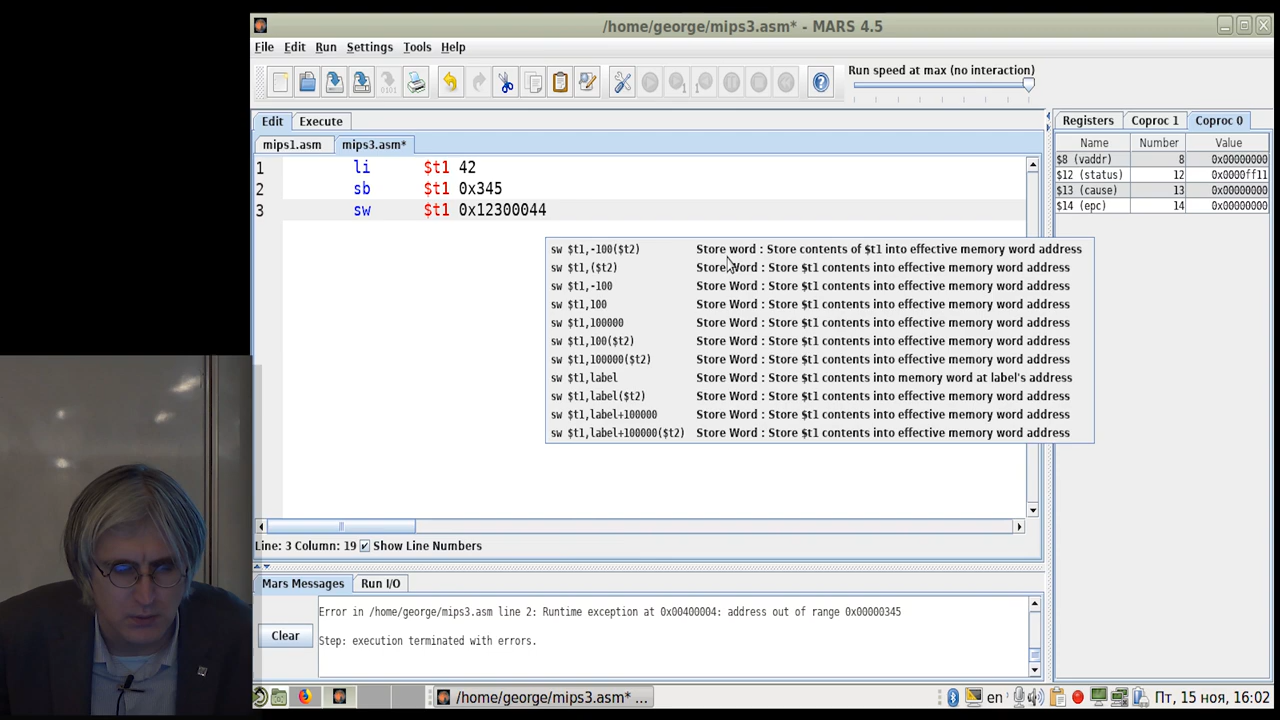 /home/george/mips3.asm* - MARS 4.5
File Edit Run Settings Tools Help
Run speed at max (no interaction)
Edit Execute
Registers Coproc 1 Coproc 0
mips1.asm mips3.asm*
Name Number Value
$8 (vaddr) 8 0x00000000
$12 (status) 12 0x0000ff11
$13 (cause) 13 0x00000000
$14 (epc) 14 0x00000000
1 li $t1 42
2 sb $t1 0x345
3 sw $t1 0x12300044
sw $t1,-100($t2) Store word : Store contents of $t1 into effective memory word address
sw $t1,($t2) Store Word : Store $t1 contents into effective memory word address
sw $t1,-100 Store Word : Store $t1 contents into effective memory word address
sw $t1,100 Store Word : Store $t1 contents into effective memory word address
sw $t1,100000 Store Word : Store $t1 contents into effective memory word address
sw $t1,100($t2) Store Word : Store $t1 contents into effective memory word address
sw $t1,100000($t2) Store Word : Store $t1 contents into effective memory word address
sw $t1,label Store Word : Store $t1 contents into memory word at label's address
sw $t1,label($t2) Store Word : Store $t1 contents into effective memory word address
sw $t1,label+100000 Store Word : Store $t1 contents into effective memory word address
sw $t1,label+100000($t2) Store Word : Store $t1 contents into effective memory word address
Line: 3 Column: 19 Show Line Numbers
Mars Messages Run I/O
Clear
Error in /home/george/mips3.asm line 2: Runtime exception at 0x00400004: address out of range 0x00000345
Step: execution terminated with errors.
/home/george/mips3.asm* ...
en
Пт, 15 ноя, 16:02